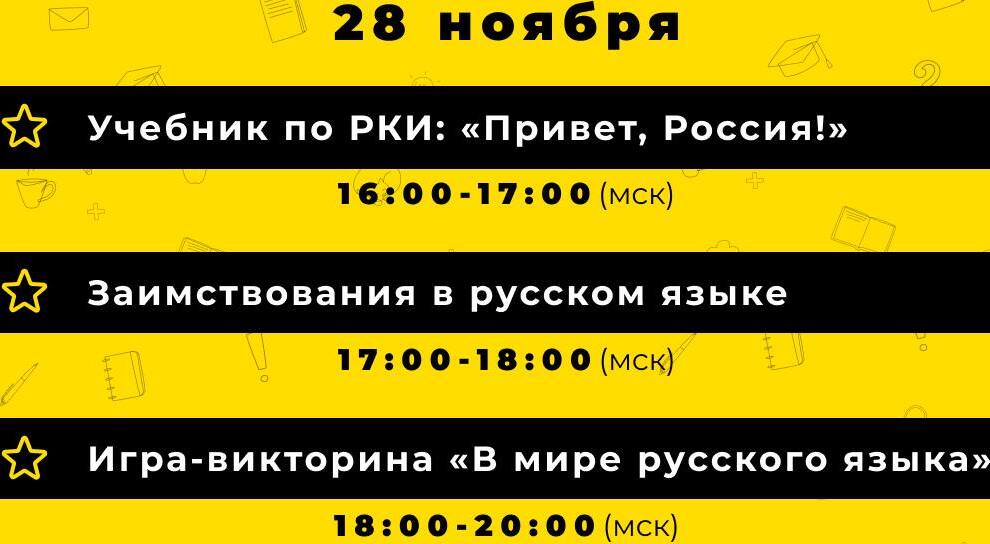 28 ноября
Учебник по РКИ: «Привет, Россия!»
16:00-17:00 (МСК)
Заимствования в русском языке
17:00-18:00 (МСК)
Игра-викторина «В мире русского языка»
18:00-20:00 (МСК)